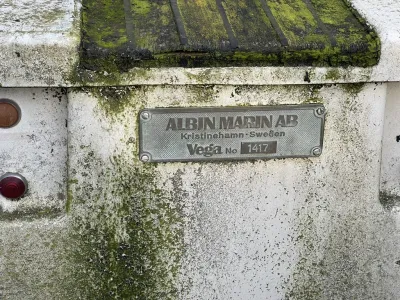 ALBIN MARIN AB
Kristinehamn - Sweden
Vega No 1417